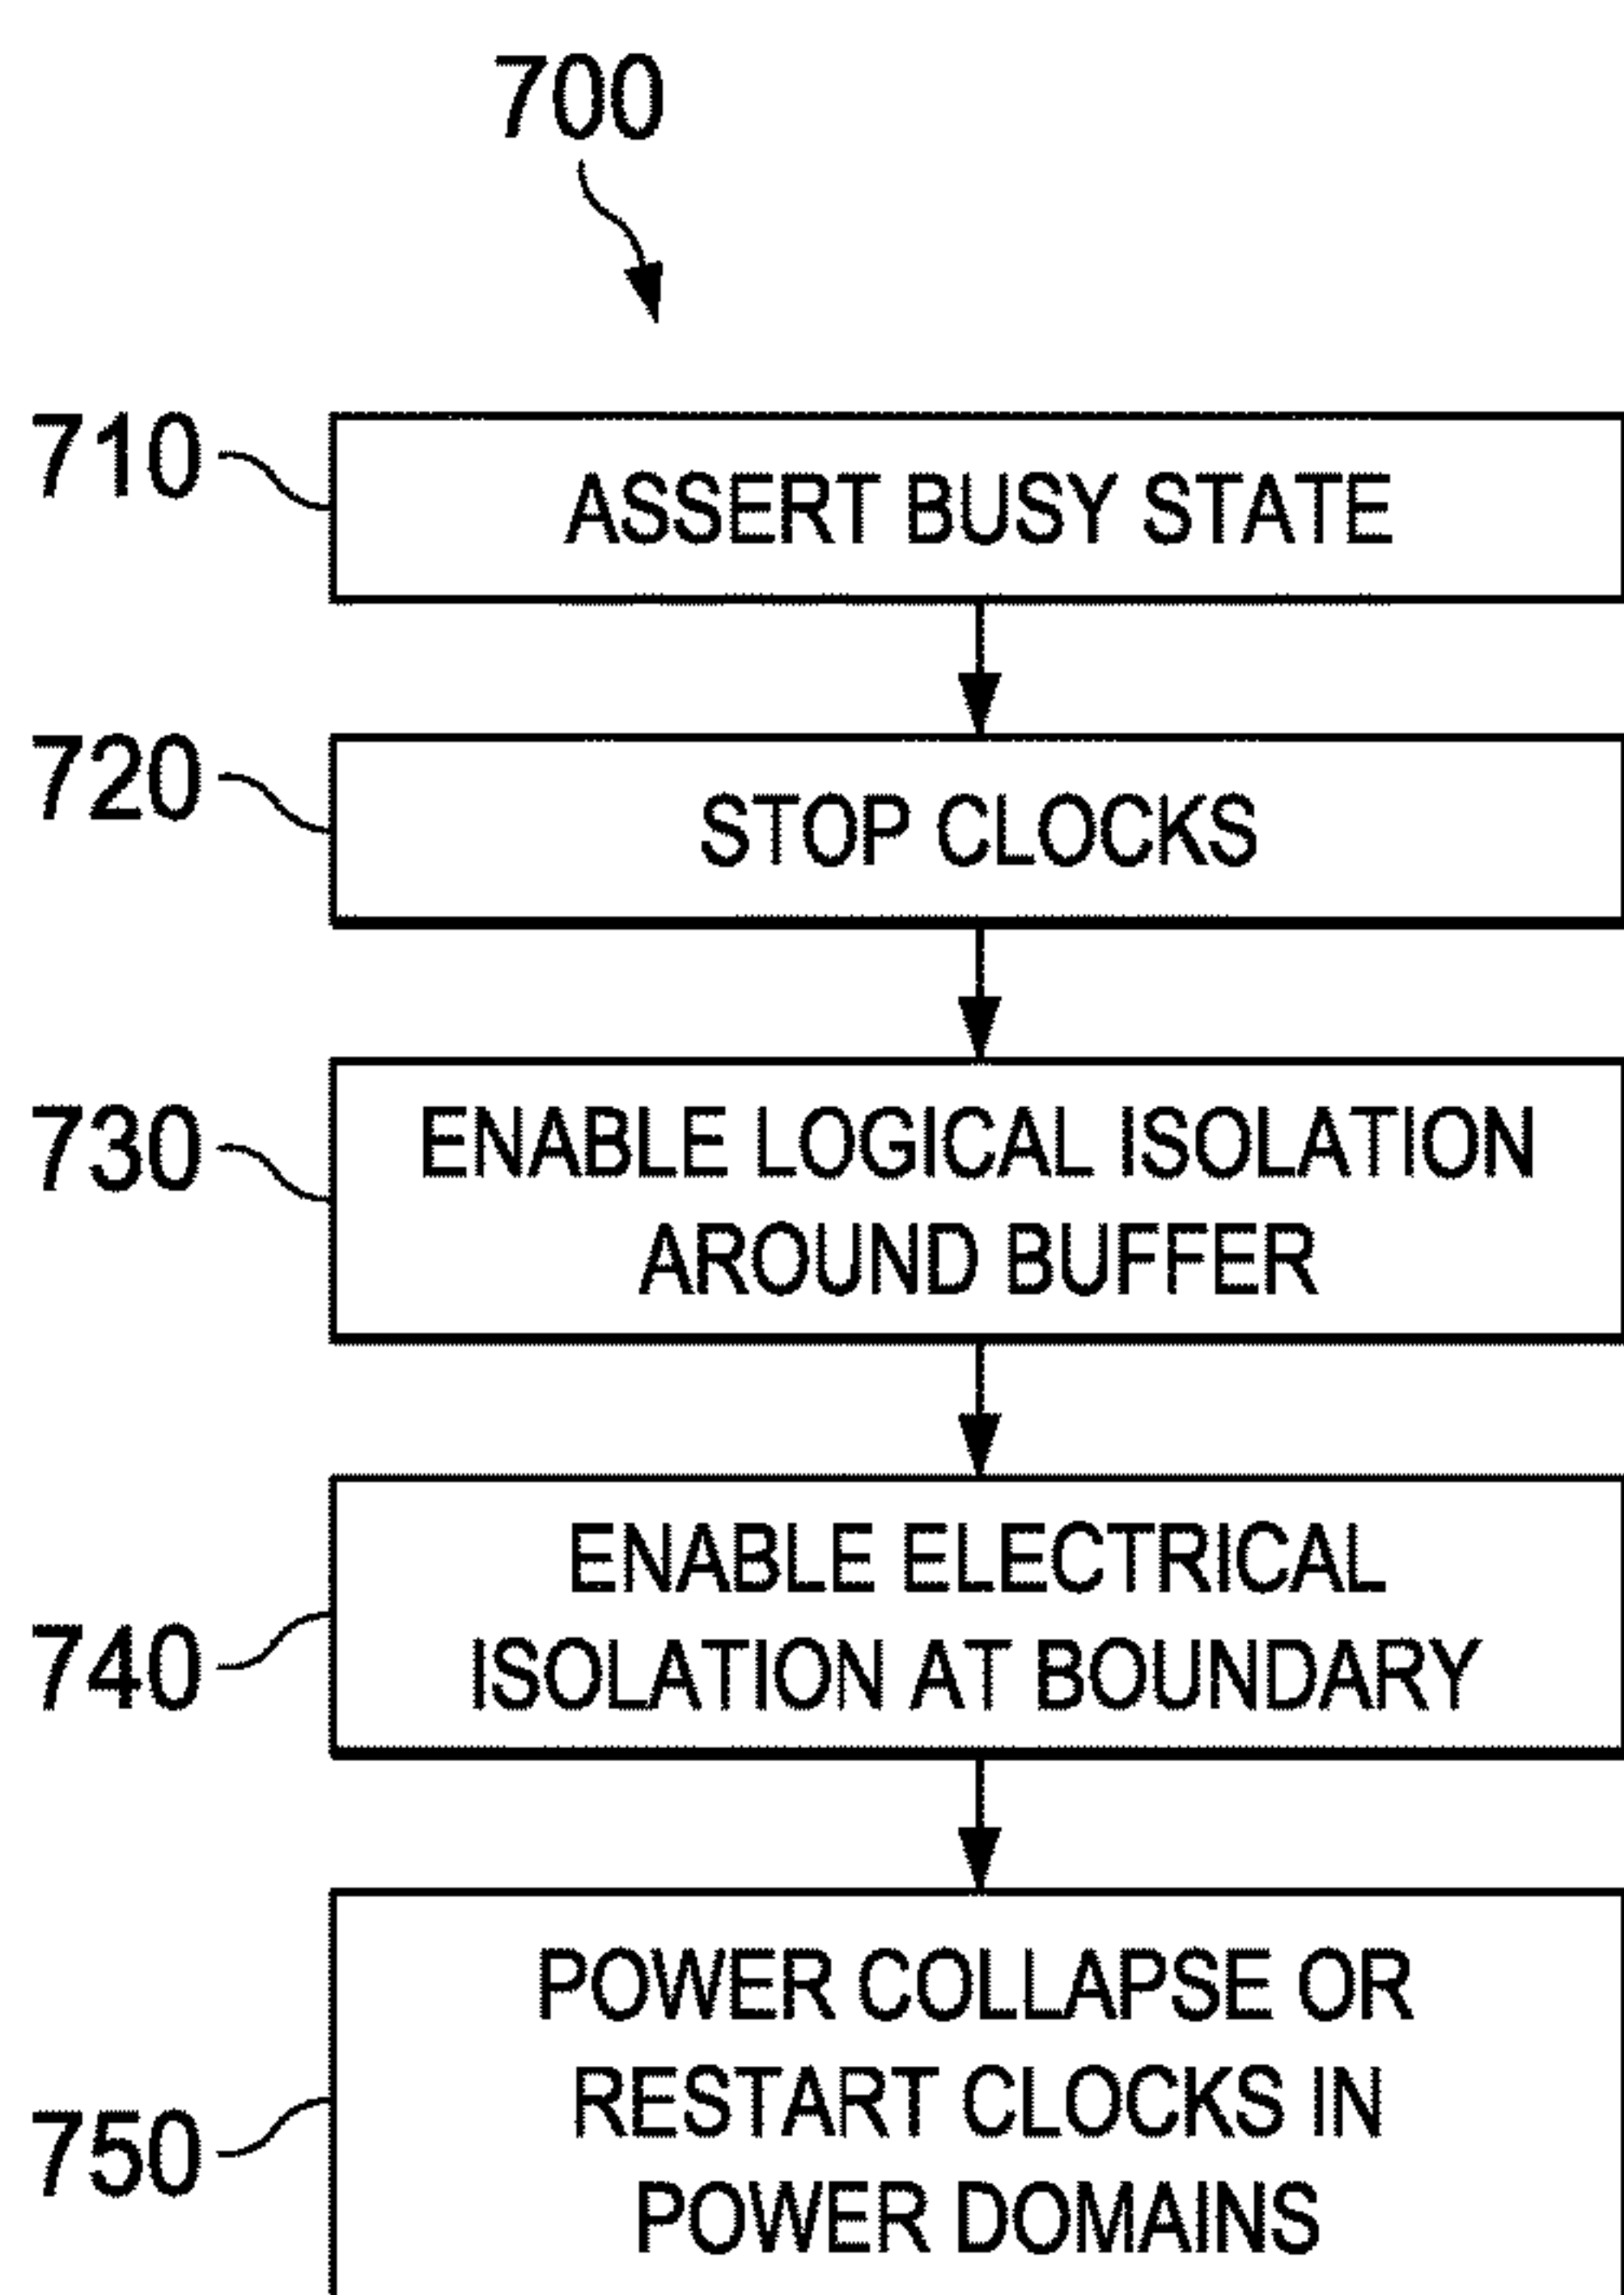 700
710
ASSERT BUSY STATE
720
STOP CLOCKS
730
ENABLE LOGICAL ISOLATION
AROUND BUFFER
740
ENABLE ELECTRICAL
ISOLATION AT BOUNDARY
750
POWER COLLAPSE OR
RESTART CLOCKS IN
POWER DOMAINS